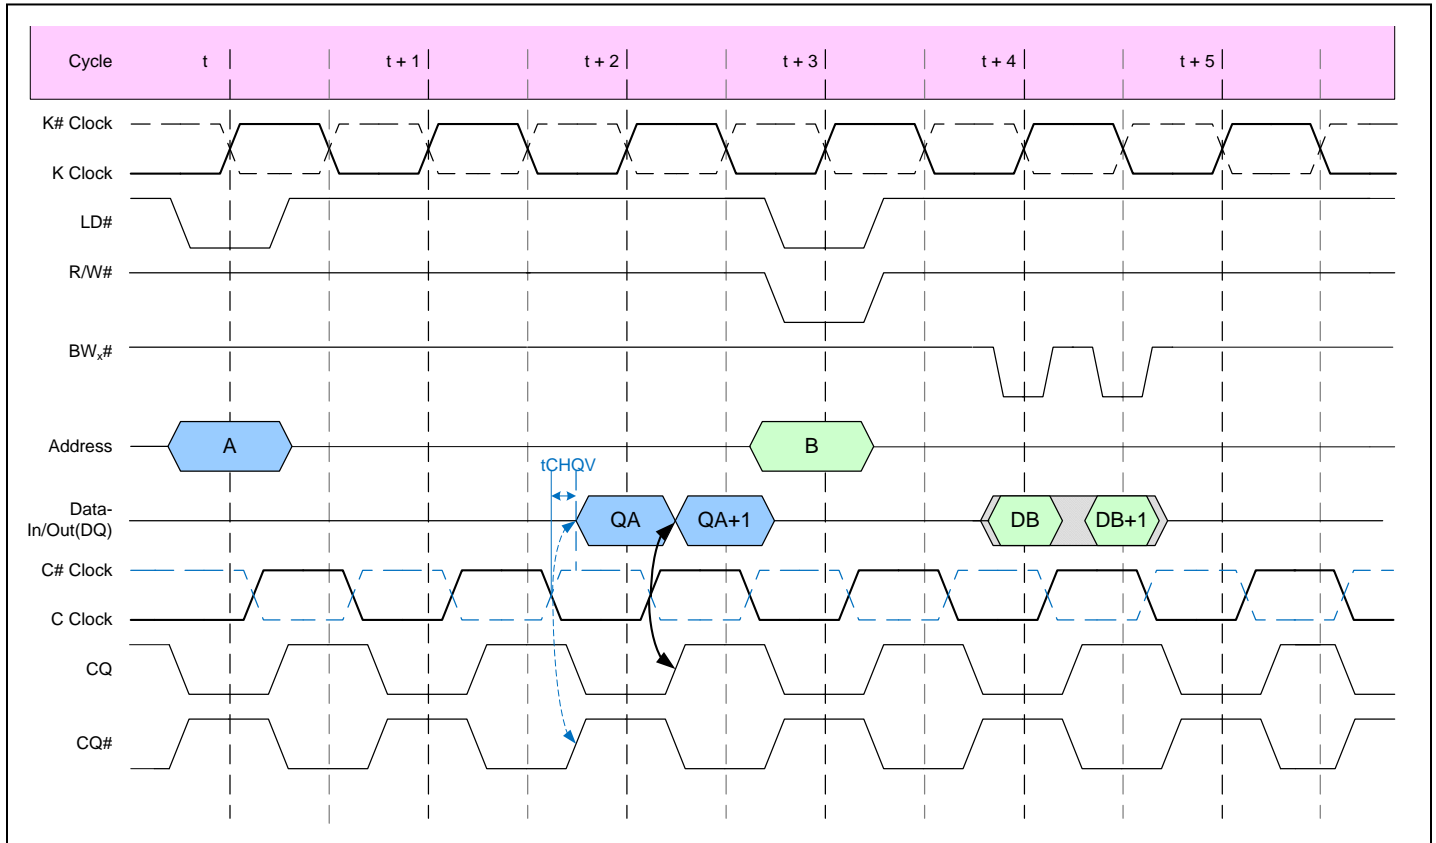 Cycle t t + 1 t + 2 t + 3 t + 4 t + 5
K# Clock
K Clock
LD#
R/W#
BWx#
Address A B
tCHQV
Data-
In/Out(DQ) QA QA+1 DB DB+1
C# Clock
C Clock
CQ
CQ#